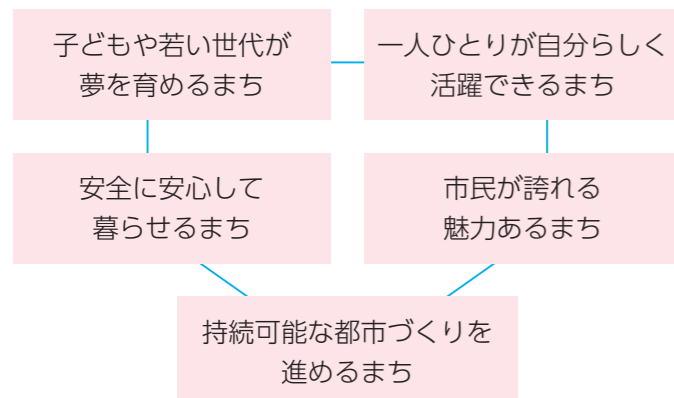 子どもや若い世代が
夢を育めるまち
一人ひとりが自分らしく
活躍できるまち
安全に安心して
暮らせるまち
市民が誇れる
魅力あるまち
持続可能な都市づくりを
進めるまち